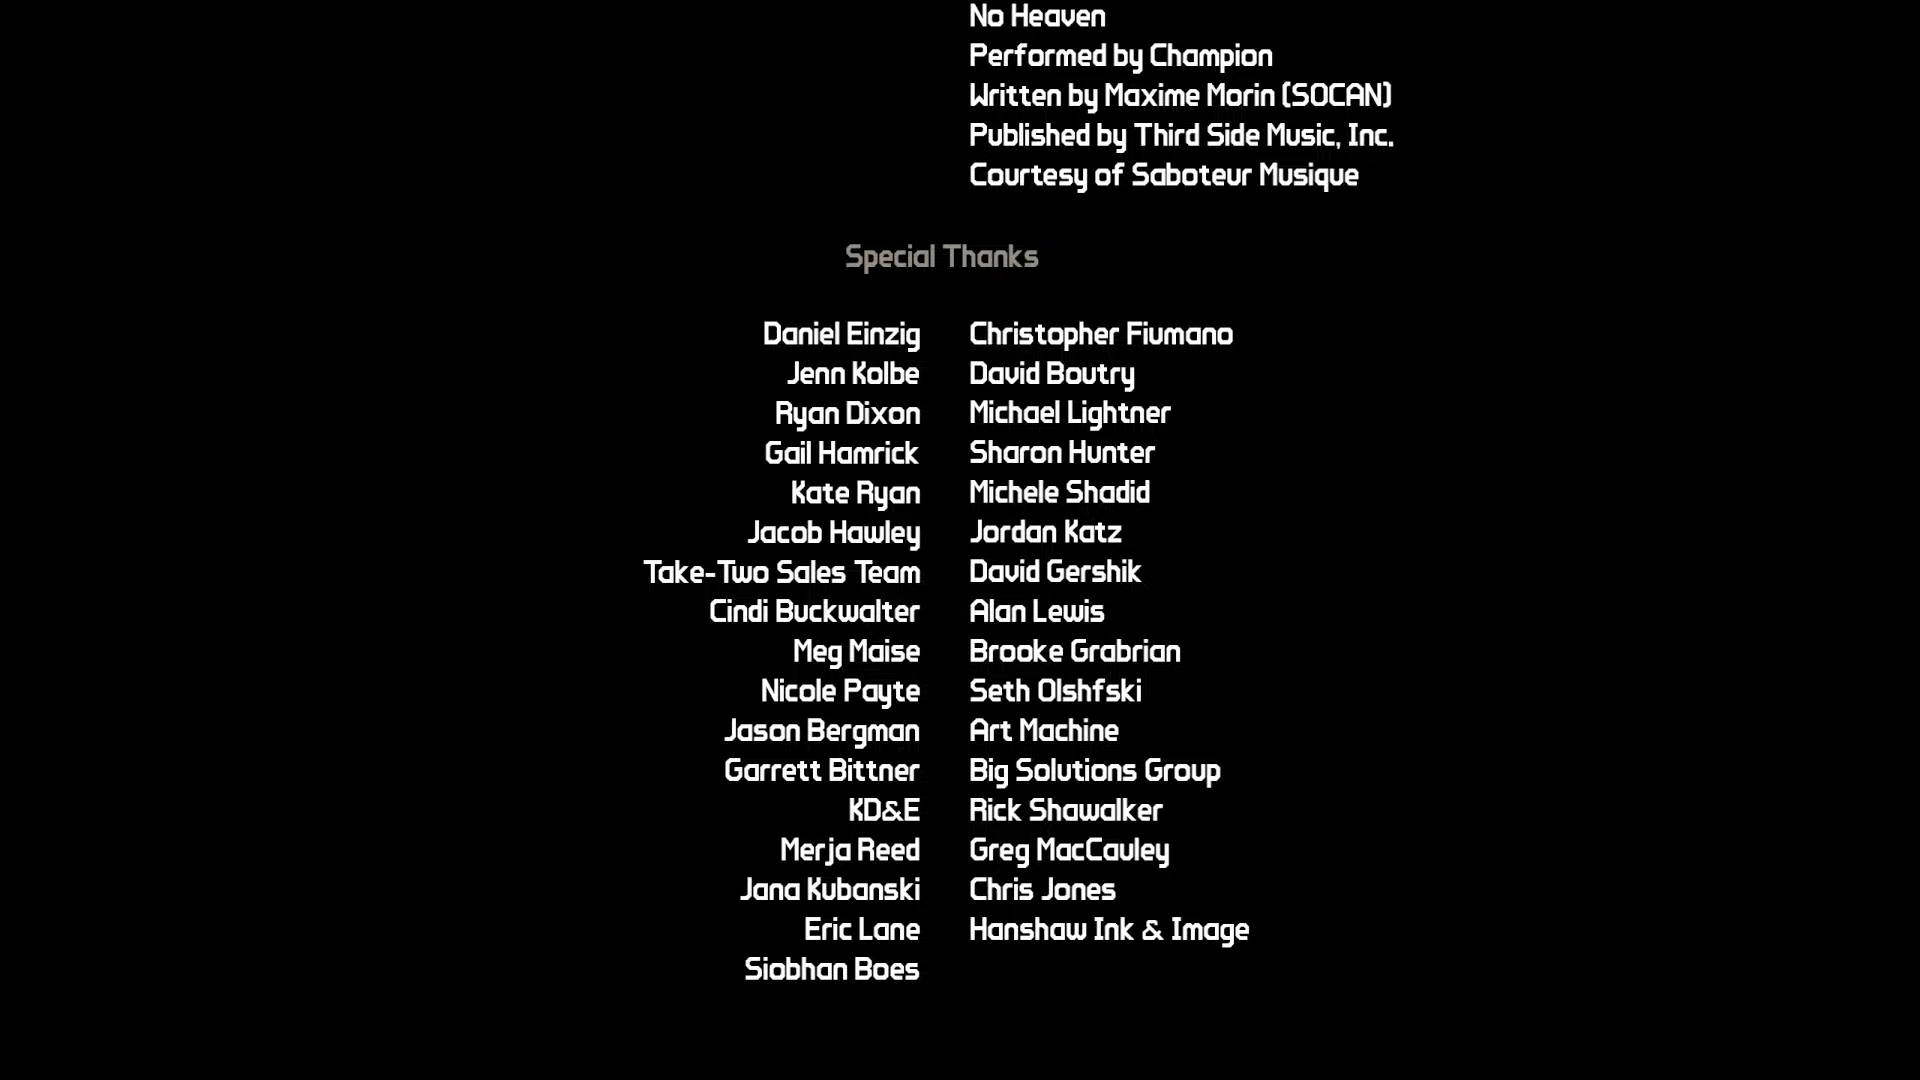 No Heaven
Performed by Champion
Written by Maxime Morin (SOCAN)
Published by Third Side Music, Inc.
Courtesy of Saboteur Musique
Special Thanks
Daniel Einzig Christopher Fiumano
Jenn Kolbe David Boutry
Ryan Dixon Michael Lightner
Gail Hamrick Sharon Hunter
Kate Ryan Michele Shadid
Jacob Hawley Jordan Katz
Take-Two Sales Team David Gershik
Cindi Buckwalter Alan Lewis
Meg Maise Brooke Grabrian
Nicole Payte Seth Olshfski
Jason Bergman Art Machine
Garrett Bittner Big Solutions Group
KD&E Rick Shawalker
Merja Reed Greg MacCauley
Jana Kubanski Chris Jones
Eric Lane Hanshaw Ink & Image
Siobhan Boes